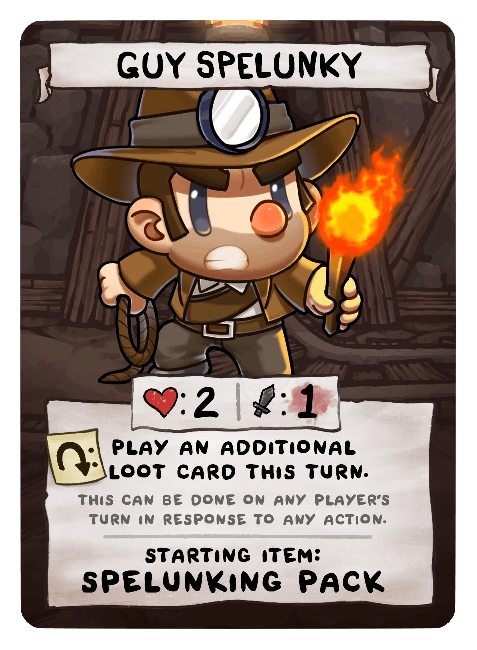 GUY SPELUNKY
:2 | :1
: PLAY AN ADDITIONAL
LOOT CARD THIS TURN.
THIS CAN BE DONE ON ANY PLAYER'S
TURN IN RESPONSE TO ANY ACTION.
STARTING ITEM:
SPELUNKING PACK